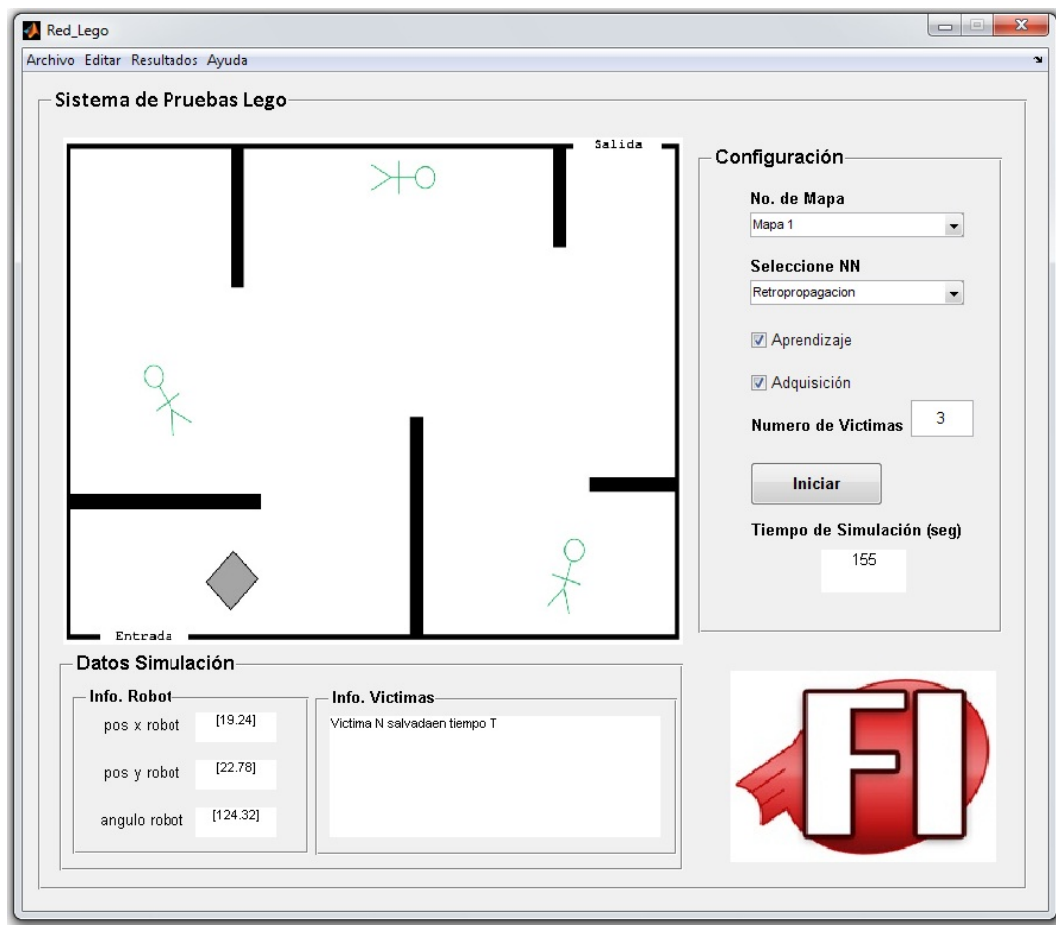 Red_Lego
Archivo Editar Resultados Ayuda
Sistema de Pruebas Lego
Salida
Entrada
Configuración
No. de Mapa
Mapa 1
Seleccione NN
Retropropagacion
Aprendizaje
Adquisición
Numero de Victimas 3
Iniciar
Tiempo de Simulación (seg)
155
Datos Simulación
Info. Robot
pos x robot [19.24]
pos y robot [22.78]
angulo robot [124.32]
Info. Victimas
Victima N salvadaen tiempo T
FI